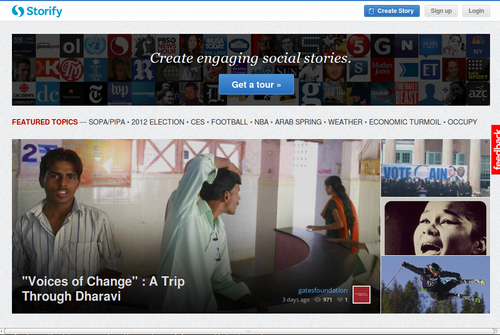 Storify
Create Story
Sign up
Login
Create engaging social stories.
Get a tour »
FEATURED TOPICS — SOPA/PIPA • 2012 ELECTION • CES • FOOTBALL • NBA • ARAB SPRING • WEATHER • ECONOMIC TURMOIL • OCCUPY
feedback
"Voices of Change" : A Trip
Through Dharavi
gatesfoundation
3 days ago 971 1
VOTE